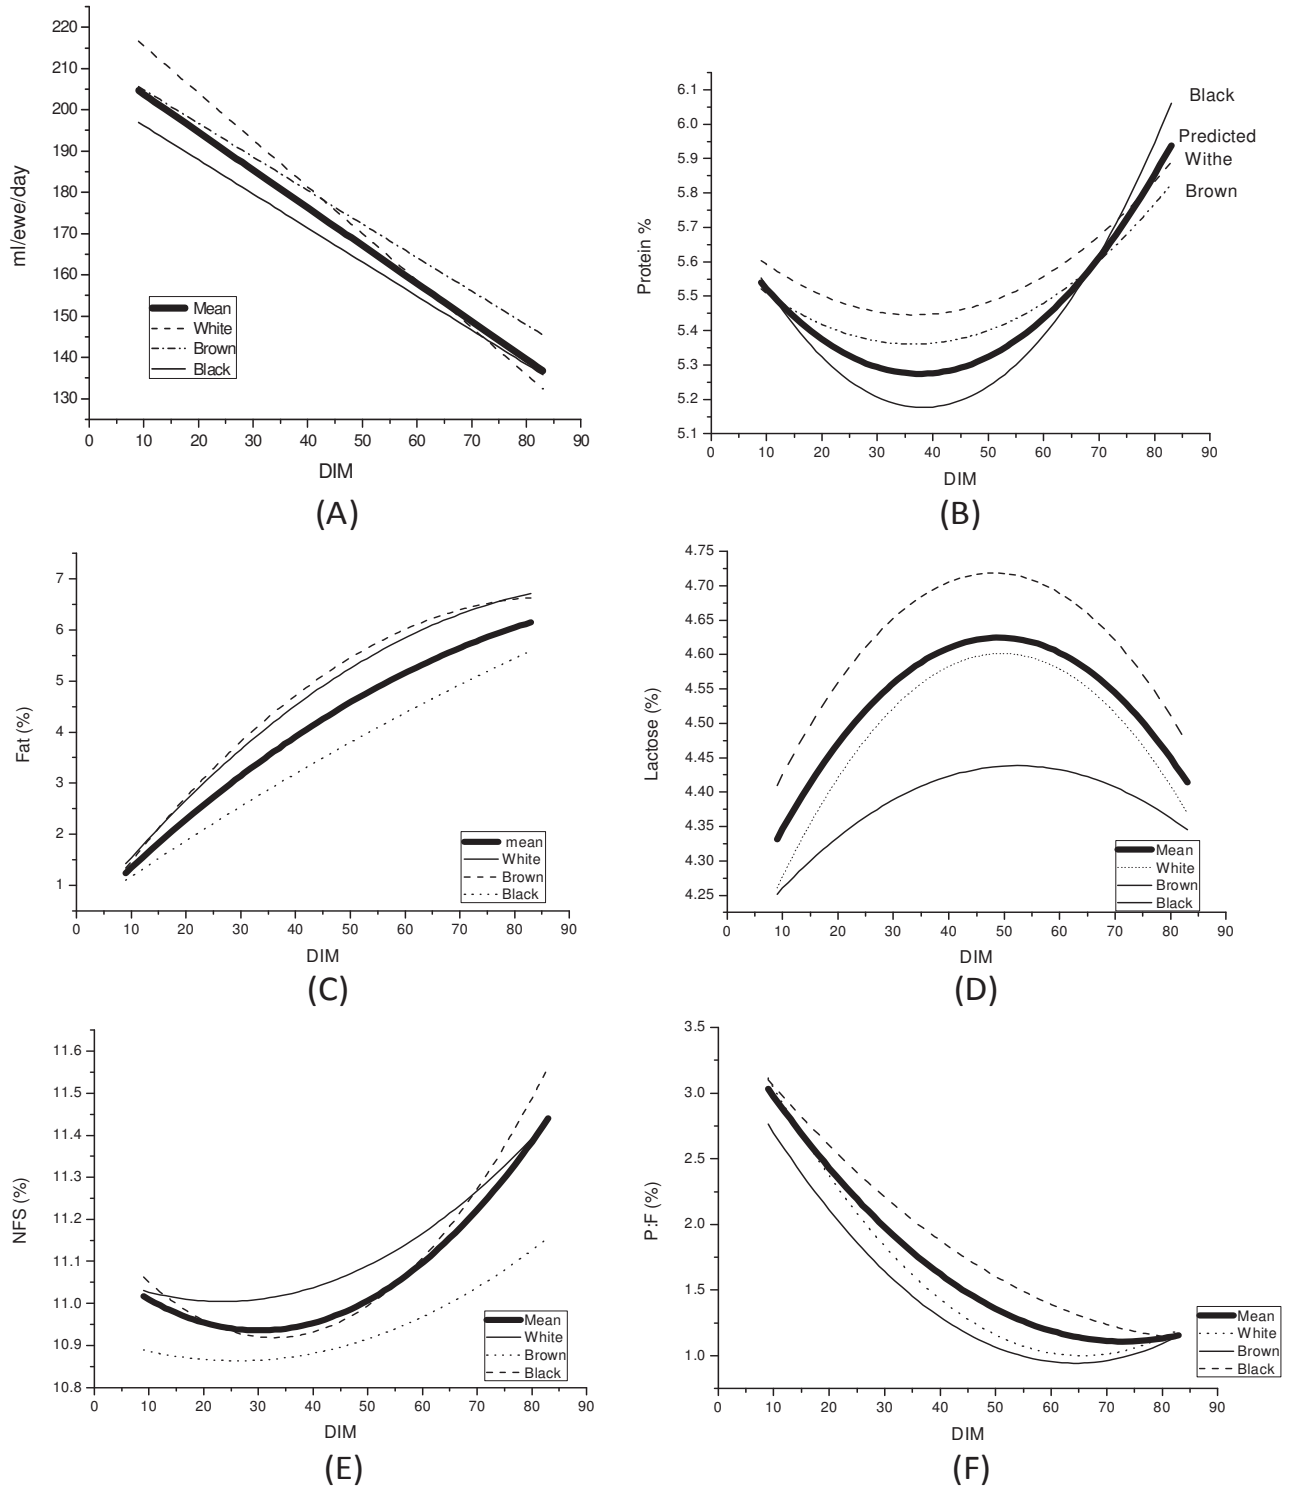 220
210
200
190
180
170
160
150
140
130
ml/ewe/day
Mean
White
Brown
Black
0 10 20 30 40 50 60 70 80 90
DIM
(A)
6.1
6.0
5.9
5.8
5.7
5.6
5.5
5.4
5.3
5.2
5.1
Protein %
Black
Predicted
Withe
Brown
0 10 20 30 40 50 60 70 80 90
DIM
(B)
7
6
5
4
3
2
1
Fat (%)
mean
White
Brown
Black
0 10 20 30 40 50 60 70 80 90
DIM
(C)
4.75
4.70
4.65
4.60
4.55
4.50
4.45
4.40
4.35
4.30
4.25
Lactose (%)
Mean
White
Brown
Black
0 10 20 30 40 50 60 70 80 90
DIM
(D)
11.6
11.5
11.4
11.3
11.2
11.1
11.0
10.9
10.8
NFS (%)
Mean
White
Brown
Black
0 10 20 30 40 50 60 70 80 90
DIM
(E)
3.5
3.0
2.5
2.0
1.5
1.0
P:F (%)
Mean
White
Brown
Black
0 10 20 30 40 50 60 70 80 90
DIM
(F)